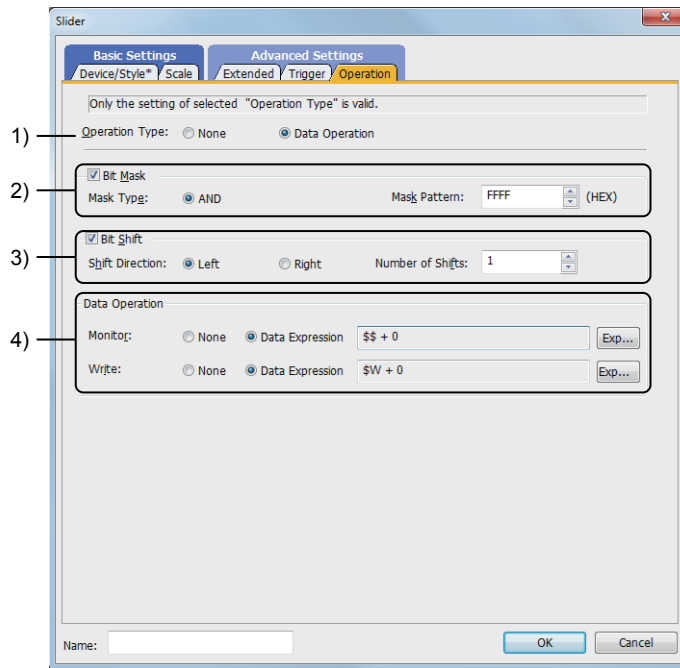 Slider
x
Basic Settings Advanced Settings
Device/Style* Scale Extended Trigger Operation
Only the setting of selected "Operation Type" is valid.
1) Operation Type: None Data Operation
2) Bit Mask
Mask Type: AND Mask Pattern: FFFF (HEX)
3) Bit Shift
Shift Direction: Left Right Number of Shifts: 1
4) Data Operation
Monitor: None Data Expression $$ + 0 Exp...
Write: None Data Expression $W + 0 Exp...
Name: OK Cancel